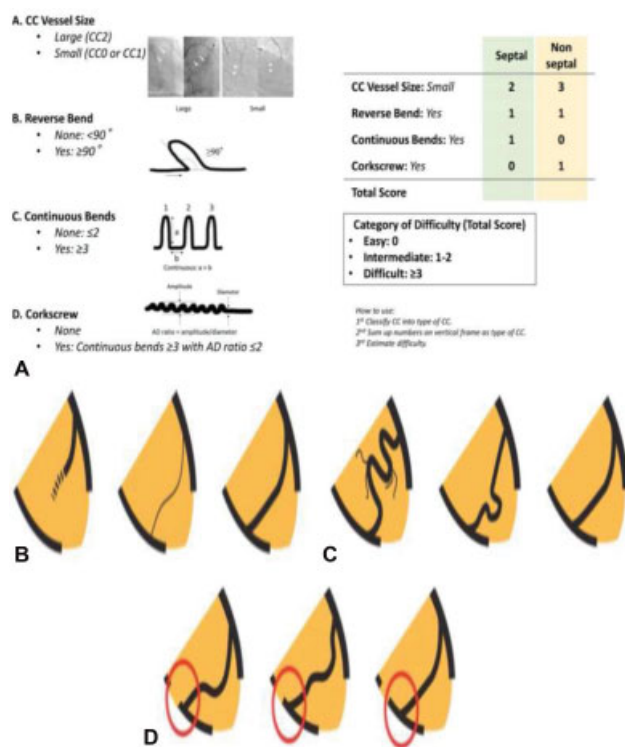 A. CC Vessel Size
• Large (CC2)
• Small (CC0 or CC1)
Large
Small
B. Reverse Bend
• None: <90°
• Yes: ≥90°
≥90°
C. Continuous Bends
• None: ≤2
• Yes: ≥3
1 2 3
a
b
Continuous: a > b
D. Corkscrew
• None
• Yes: Continuous bends ≥3 with AD ratio ≤2
Amplitude
Diameter
AD ratio = amplitude/diameter
Septal
Non septal
CC Vessel Size: Small 2 3
Reverse Bend: Yes 1 1
Continuous Bends: Yes 1 0
Corkscrew: Yes 0 1
Total Score
Category of Difficulty (Total Score)
• Easy: 0
• Intermediate: 1-2
• Difficult: ≥3
How to use:
1st Classify CC into type of CC.
2nd Sum up numbers on vertical frame as type of CC.
3rd Estimate difficulty.
A
B
C
D